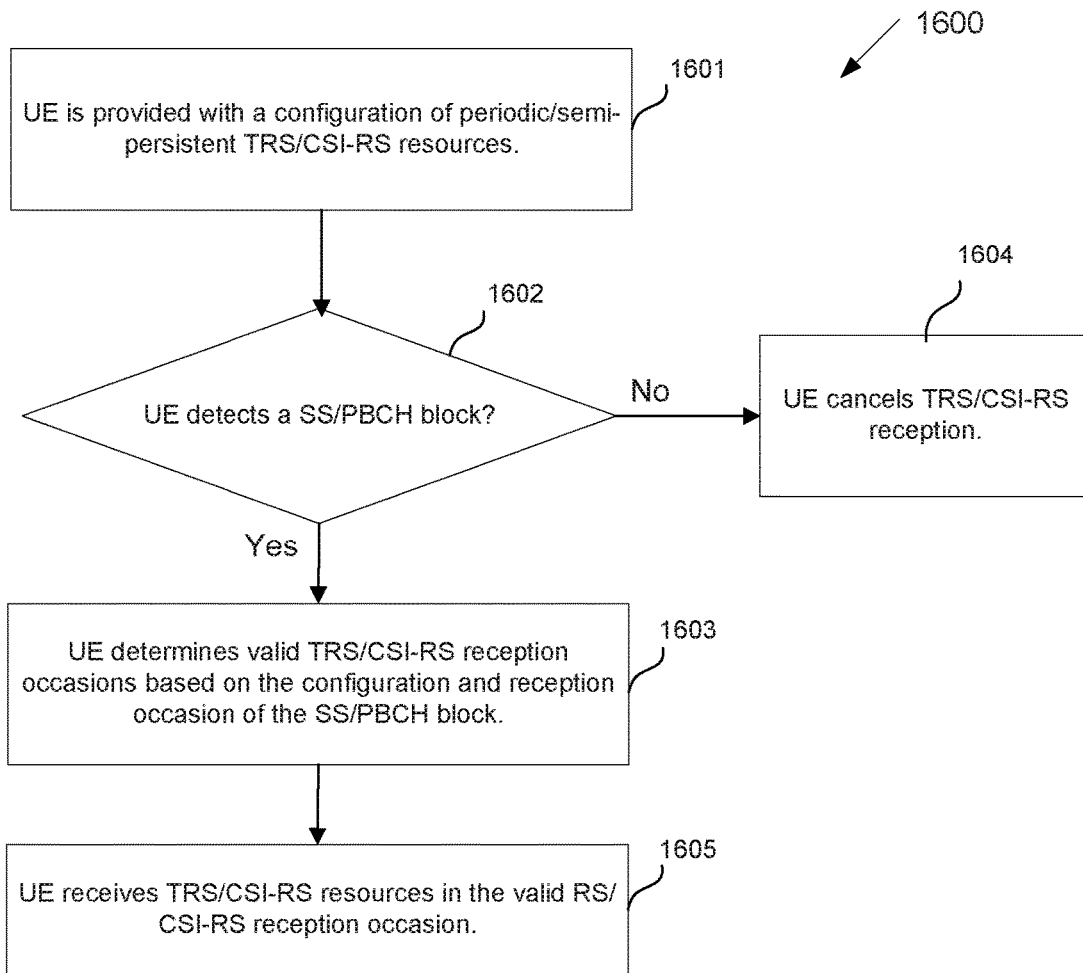 1600
1601
UE is provided with a configuration of periodic/semi-
persistent TRS/CSI-RS resources.
1602
UE detects a SS/PBCH block?
No
1604
UE cancels TRS/CSI-RS
reception.
Yes
1603
UE determines valid TRS/CSI-RS reception
occasions based on the configuration and reception
occasion of the SS/PBCH block.
1605
UE receives TRS/CSI-RS resources in the valid RS/
CSI-RS reception occasion.